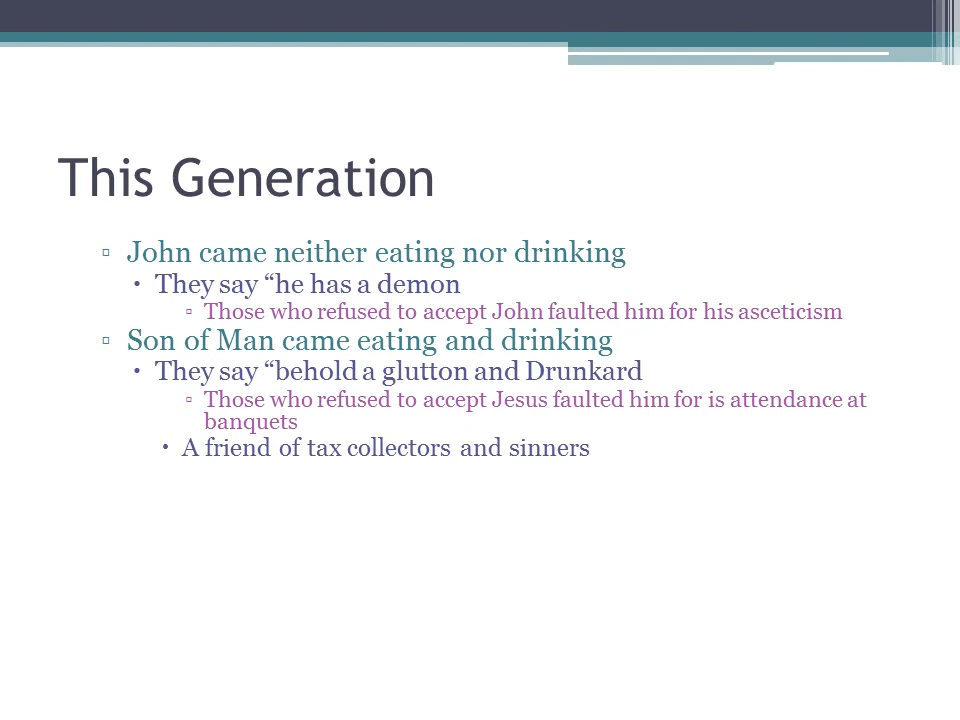 This Generation
▫ John came neither eating nor drinking
▪ They say “he has a demon
▫ Those who refused to accept John faulted him for his asceticism
▫ Son of Man came eating and drinking
▪ They say “behold a glutton and Drunkard
▫ Those who refused to accept Jesus faulted him for is attendance at
banquets
▪ A friend of tax collectors and sinners